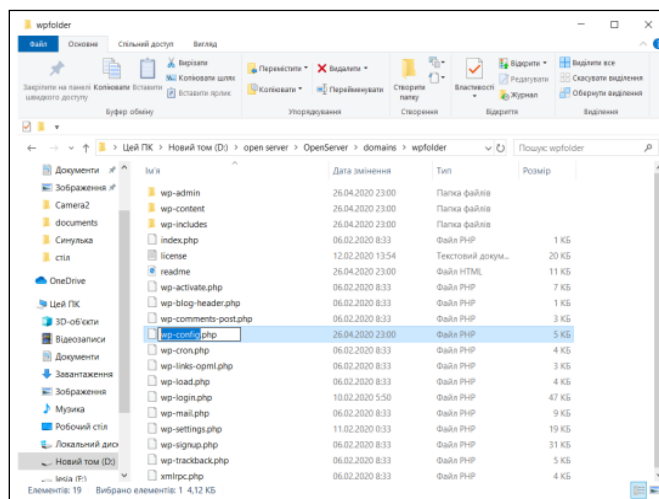 wpfolder
Файл Основне Спільний доступ Вигляд
Закріпити на панелі швидкого доступу
Копіювати
Вставити
Вирізати
Копіювати шлях
Вставити ярлик
Буфер обміну
Перемістити
Копіювати
Видалити
Перейменувати
Упорядкування
Створити папку
Створення
Властивості
Відкрити
Редагувати
Журнал
Відкриття
Виділити все
Скасувати виділення
Обернути виділення
Виділення
Цей ПК > Новий том (D:) > open server > OpenServer > domains > wpfolder
Пошук: wpfolder
Документи
Зображення
Camera2
documents
Синулька
стіл
OneDrive
Цей ПК
3D-об'єкти
Відеозаписи
Документи
Завантаження
Зображення
Музика
Робочий стіл
Локальний диск
Новий том (D:)
lesia (E:)
Ім'я Дата змінення Тип Розмір
wp-admin 26.04.2020 23:00 Папка файлів
wp-content 26.04.2020 23:00 Папка файлів
wp-includes 26.04.2020 23:00 Папка файлів
index.php 06.02.2020 8:33 Файл PHP 1 КБ
license 12.02.2020 13:54 Текстовий докум... 20 КБ
readme 26.04.2020 23:00 Файл HTML 11 КБ
wp-activate.php 06.02.2020 8:33 Файл PHP 7 КБ
wp-blog-header.php 06.02.2020 8:33 Файл PHP 1 КБ
wp-comments-post.php 06.02.2020 8:33 Файл PHP 3 КБ
wp-config.php 26.04.2020 23:00 Файл PHP 5 КБ
wp-cron.php 06.02.2020 8:33 Файл PHP 4 КБ
wp-links-opml.php 06.02.2020 8:33 Файл PHP 3 КБ
wp-load.php 06.02.2020 8:33 Файл PHP 4 КБ
wp-login.php 10.02.2020 5:50 Файл PHP 47 КБ
wp-mail.php 06.02.2020 8:33 Файл PHP 9 КБ
wp-settings.php 11.02.2020 8:33 Файл PHP 19 КБ
wp-signup.php 06.02.2020 8:33 Файл PHP 31 КБ
wp-trackback.php 06.02.2020 8:33 Файл PHP 5 КБ
xmlrpc.php 06.02.2020 8:33 Файл PHP 4 КБ
Елементів: 19 Вибрано елементів: 1 4,12 КБ